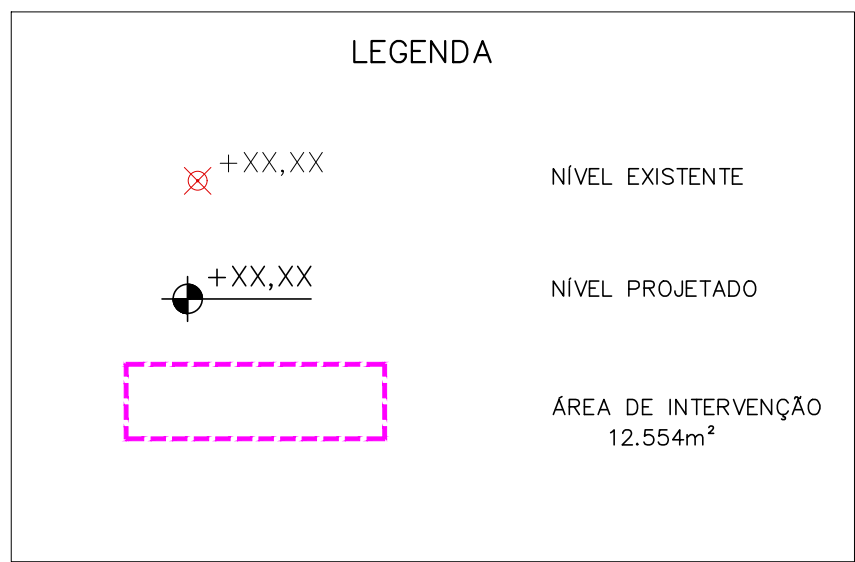 LEGENDA
+XX,XX
NÍVEL EXISTENTE
+XX,XX
NÍVEL PROJETADO
ÁREA DE INTERVENÇÃO
12.554m²